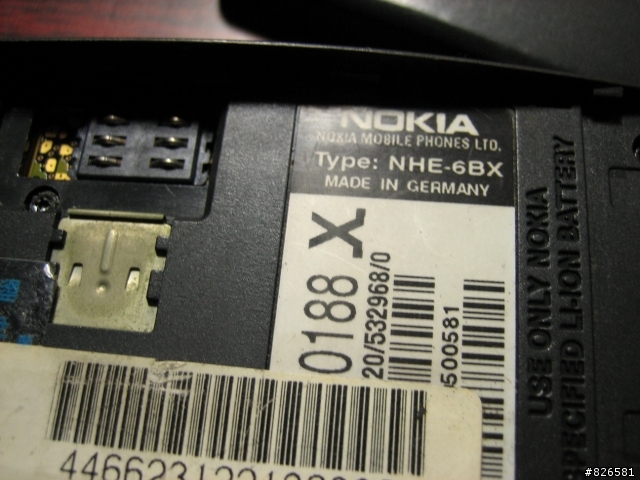 NOKIA
NOKIA MOBILE PHONES LTD.
Type: NHE-6BX
MADE IN GERMANY
0188 X
20/532968/0
500581
USE ONLY NOKIA
SPECIFIED LI-ION BATTERY
#826581